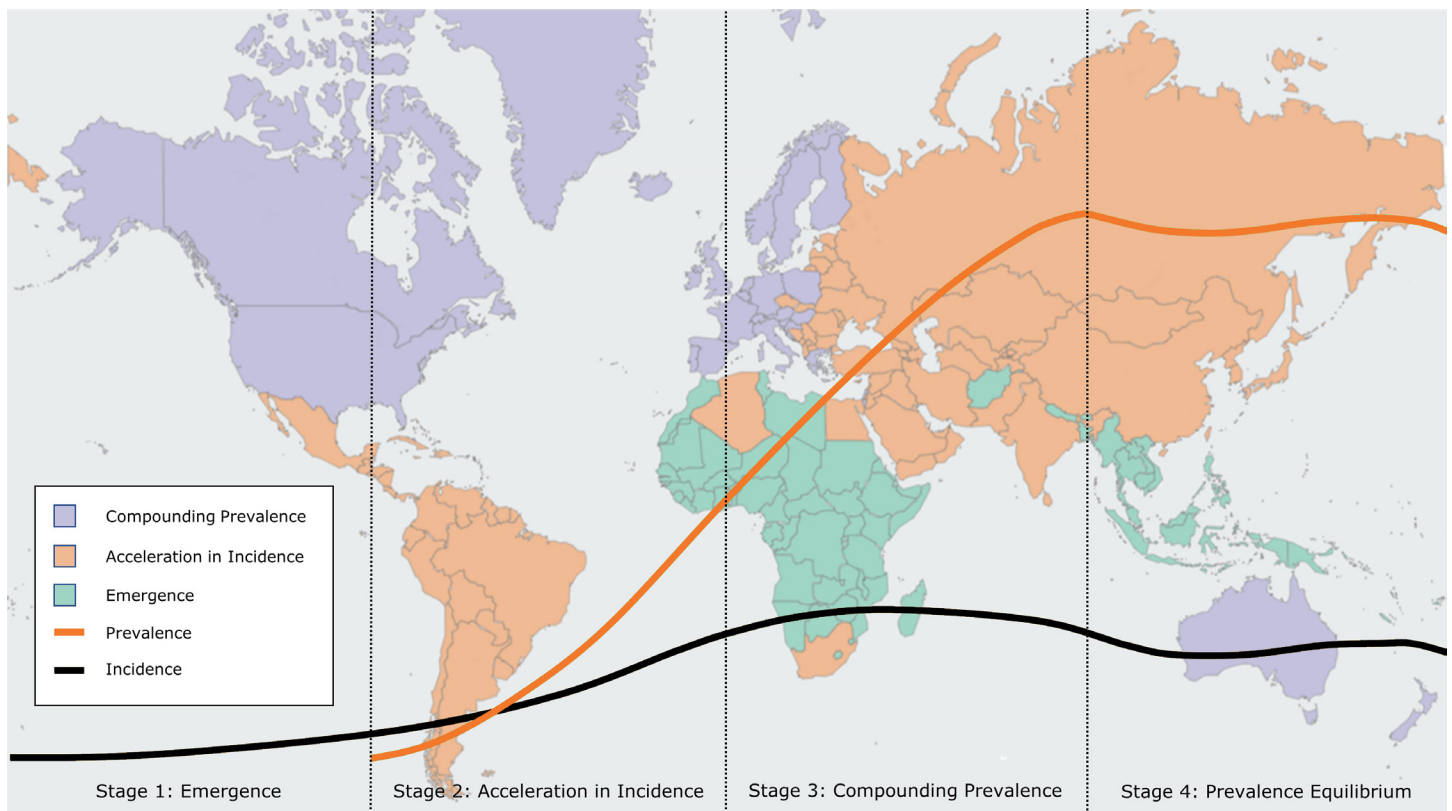 Compounding Prevalence
Acceleration in Incidence
Emergence
Prevalence
Incidence
Stage 1: Emergence
Stage 2: Acceleration in Incidence
Stage 3: Compounding Prevalence
Stage 4: Prevalence Equilibrium